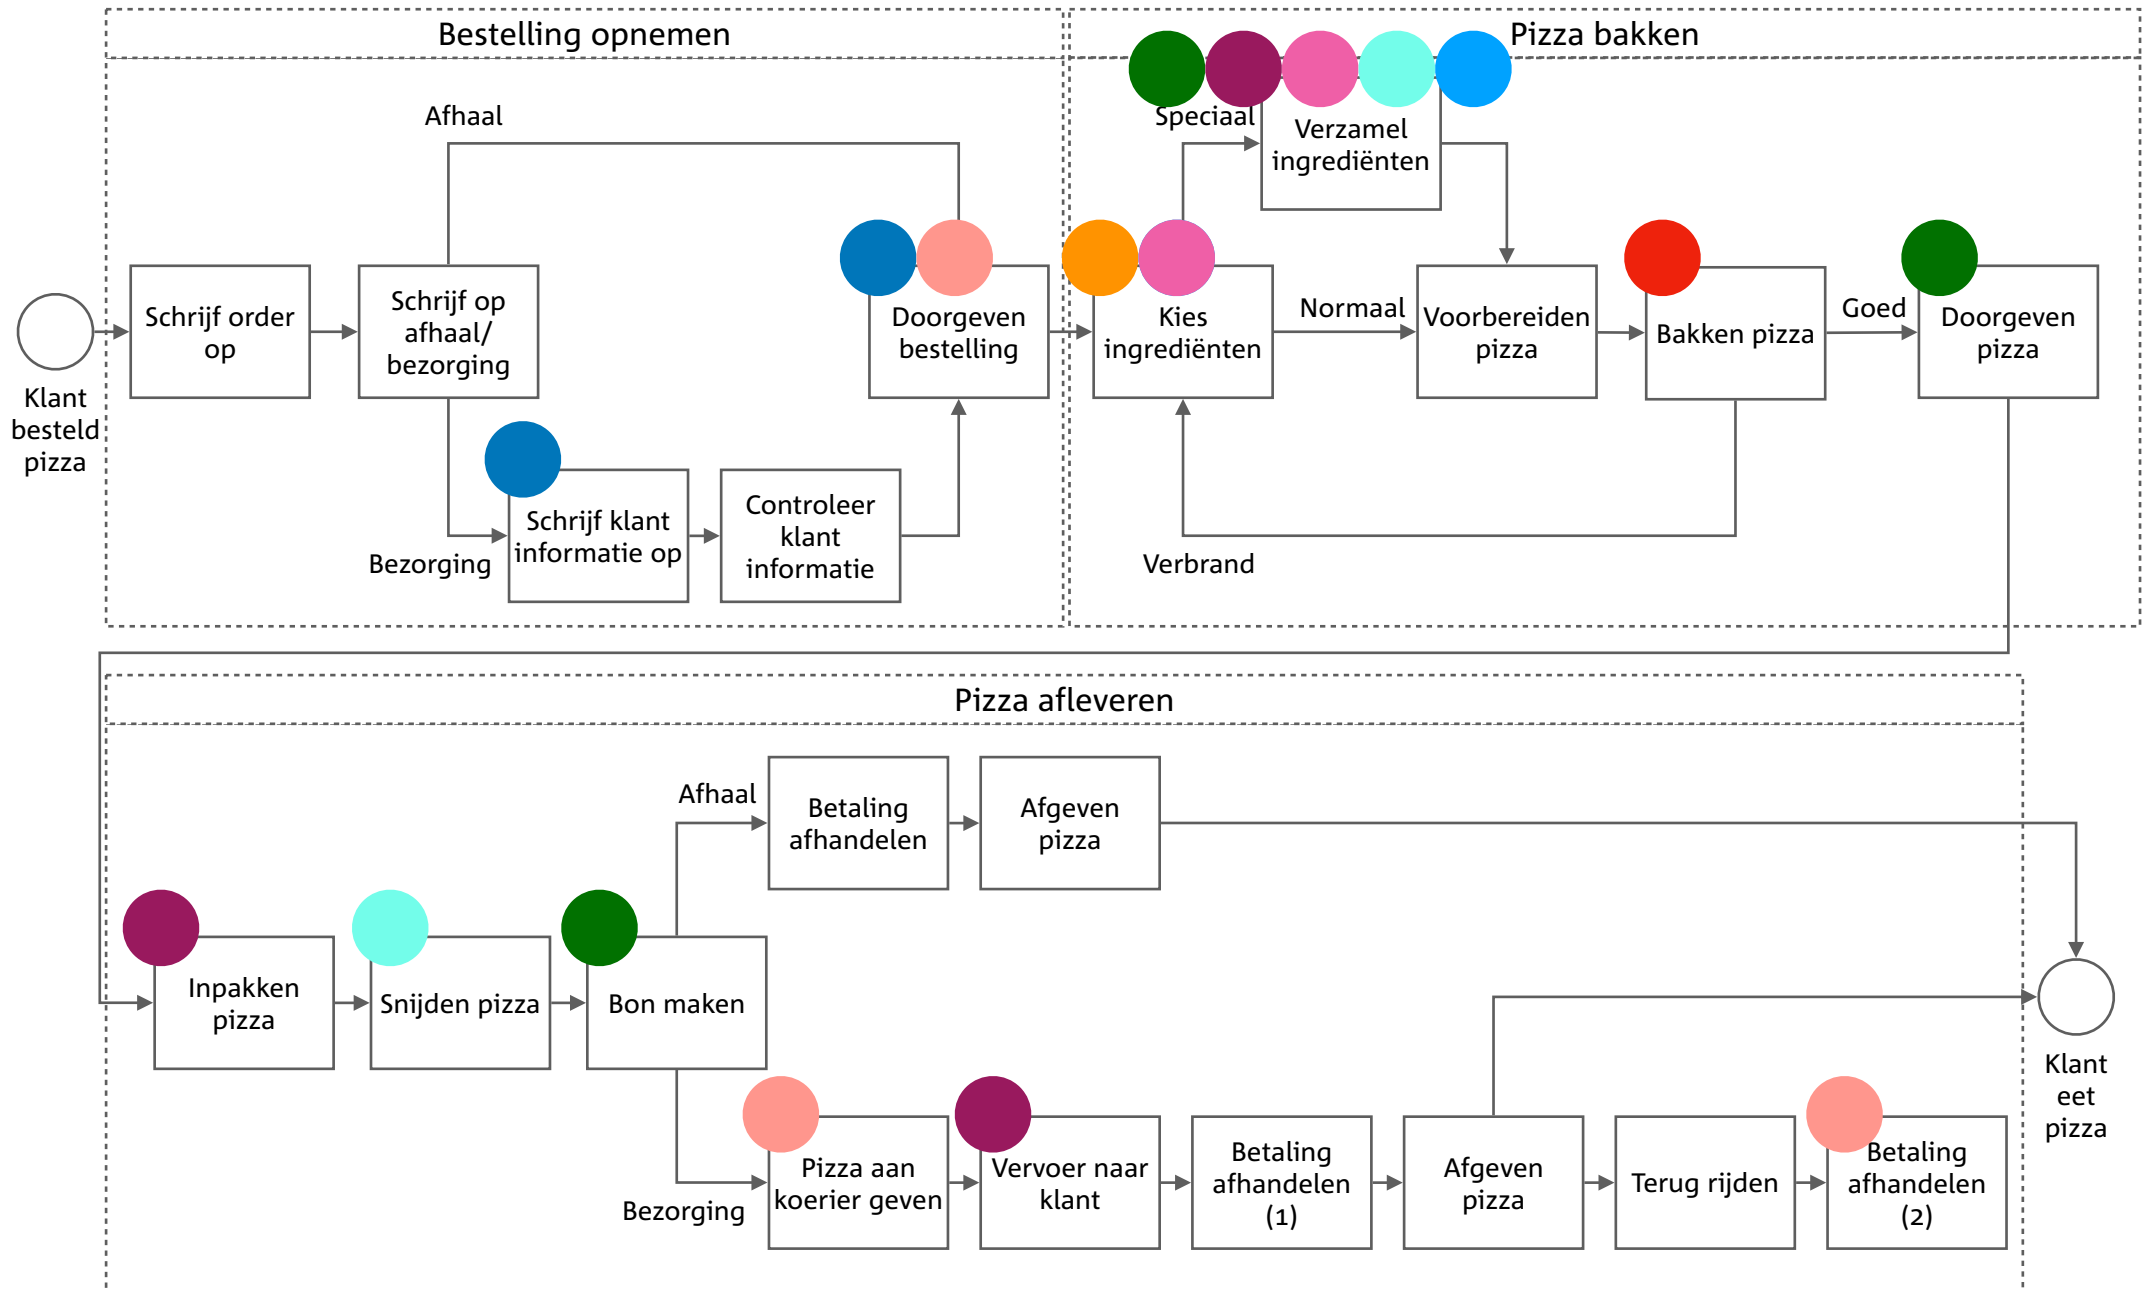 Bestelling opnemen
Pizza bakken
Afhaal
Speciaal
Verzamel
ingrediënten
Klant
besteld
pizza
Schrijf order
op
Schrijf op
afhaal/
bezorging
Doorgeven
bestelling
Kies
ingrediënten
Normaal
Voorbereiden
pizza
Bakken pizza
Goed
Doorgeven
pizza
Bezorging
Schrijf klant
informatie op
Controleer
klant
informatie
Verbrand
Pizza afleveren
Afhaal
Betaling
afhandelen
Afgeven
pizza
Inpakken
pizza
Snijden pizza
Bon maken
Bezorging
Pizza aan
koerier geven
Vervoer naar
klant
Betaling
afhandelen
(1)
Afgeven
pizza
Terug rijden
Betaling
afhandelen
(2)
Klant
eet
pizza